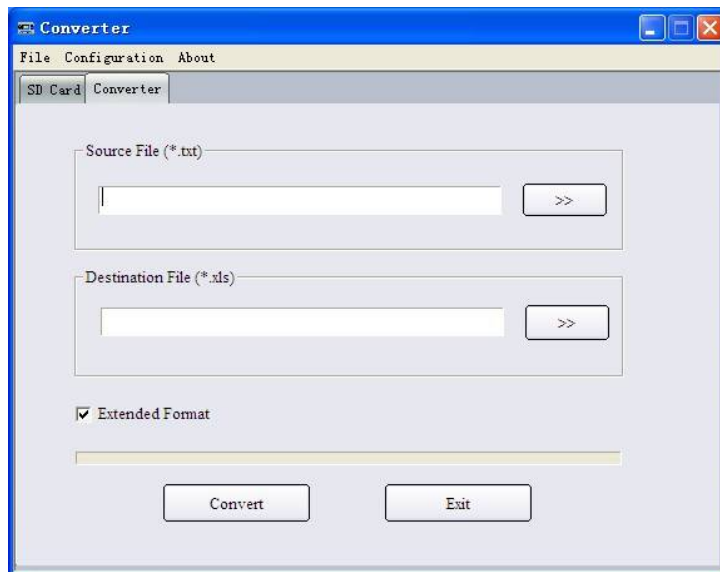 Converter
File Configuration About
SD Card Converter
Source File (*.txt)
>>
Destination File (*.xls)
>>
Extended Format
Convert Exit